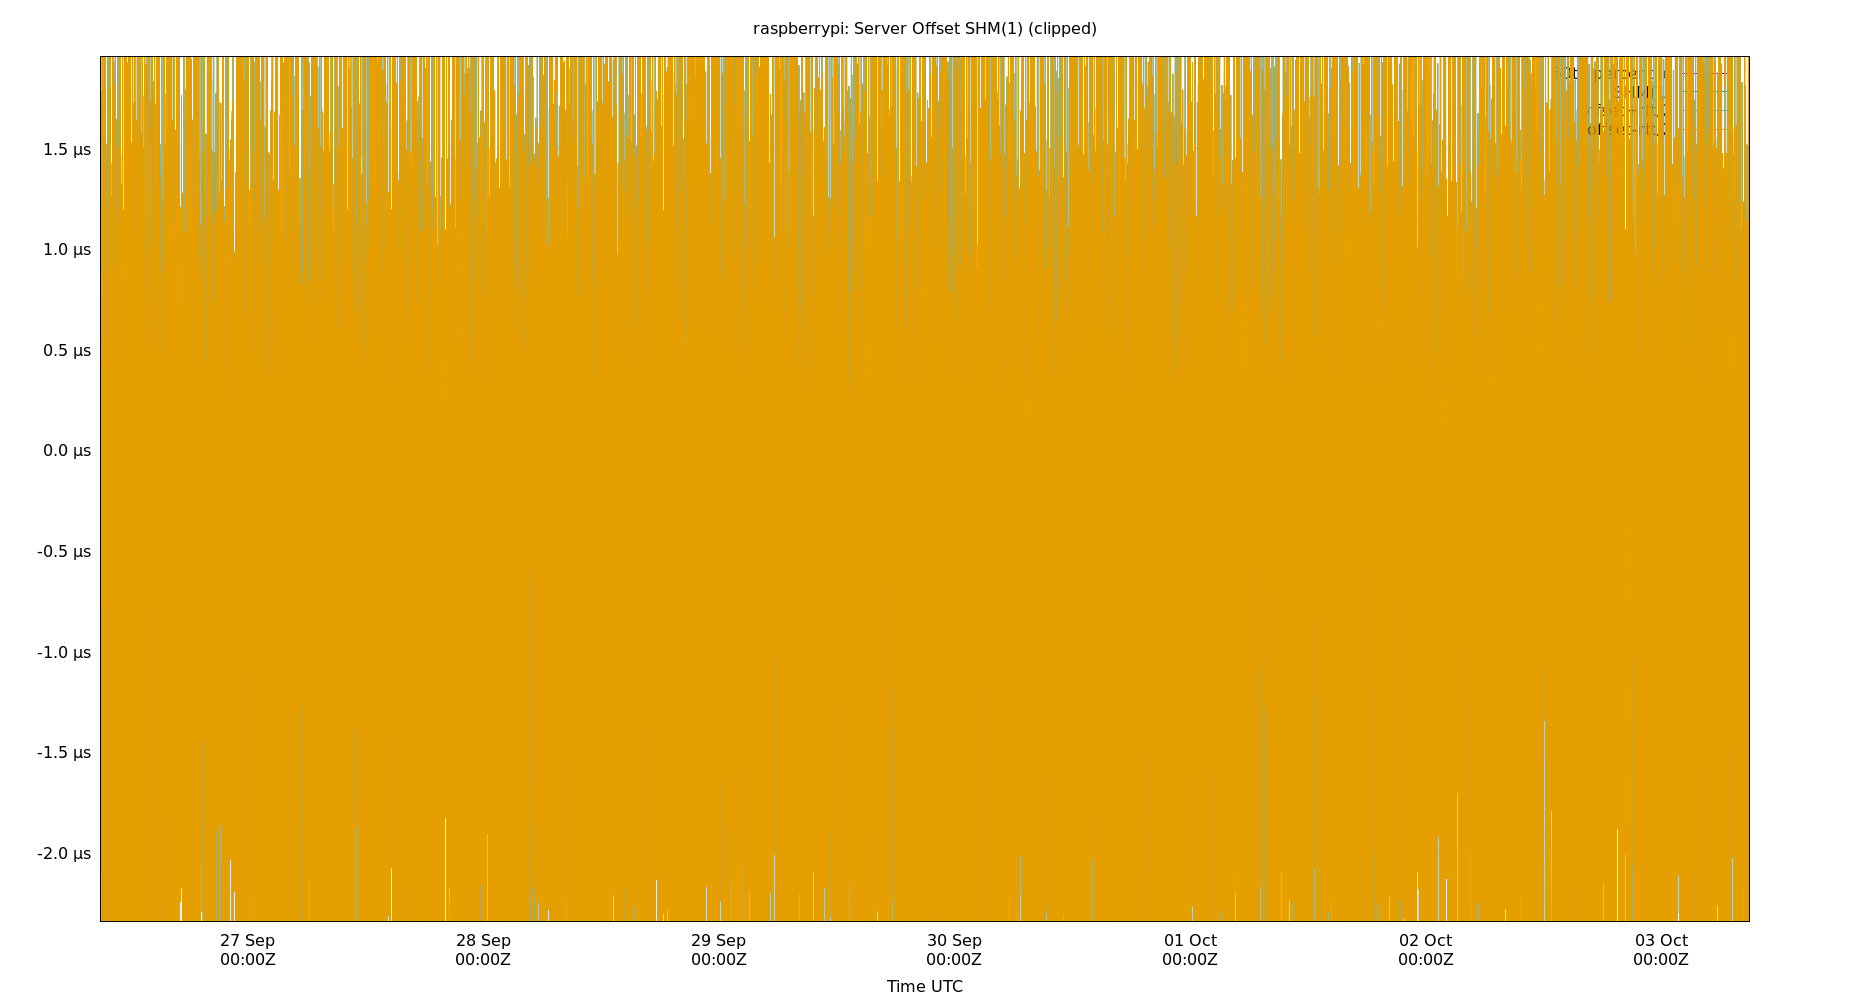 raspberrypi: Server Offset SHM(1) (clipped)
1.5 µs
1.0 µs
0.5 µs
0.0 µs
-0.5 µs
-1.0 µs
-1.5 µs
-2.0 µs
27 Sep 28 Sep 29 Sep 30 Sep 01 Oct 02 Oct 03 Oct
00:00Z 00:00Z 00:00Z 00:00Z 00:00Z 00:00Z 00:00Z
Time UTC